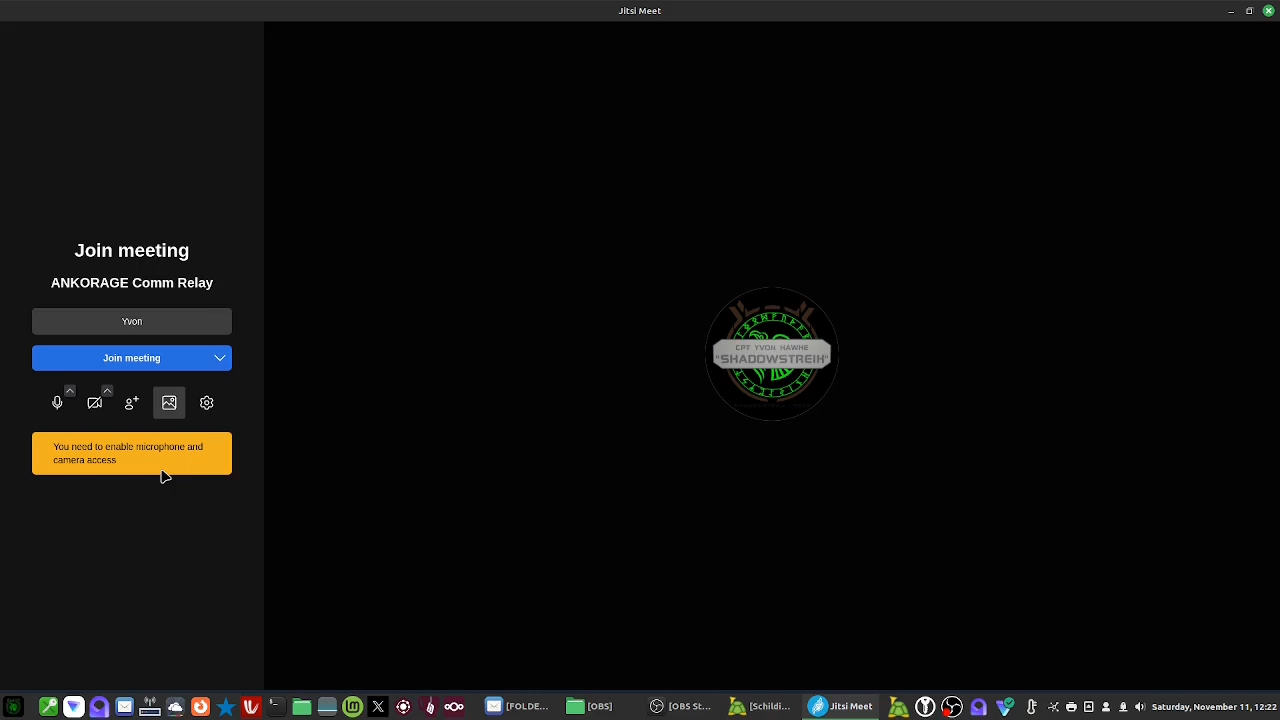 Jitsi Meet
Join meeting
ANKORAGE Comm Relay
Yvon
Join meeting
You need to enable microphone and
camera access
CPT YVON HAWHE
"SHADOWSTREIH"
[FOLDE...
[OBS]
[OBS St...
[Schildi...
Jitsi Meet
Saturday, November 11, 12:22